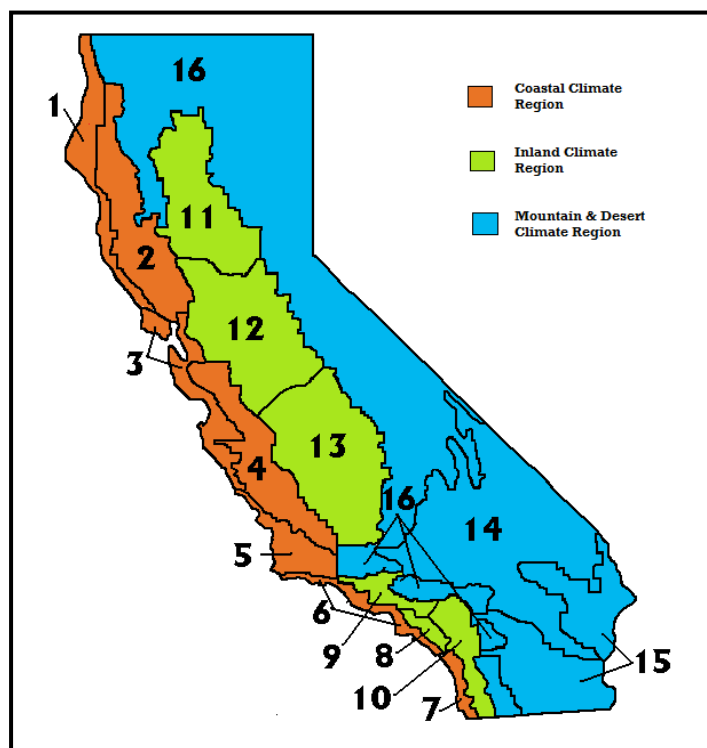 16
Coastal Climate
Region
1
Inland Climate
Region
11
Mountain & Desert
Climate Region
2
12
3
13
4
16
14
5
6
9
8
15
10
7